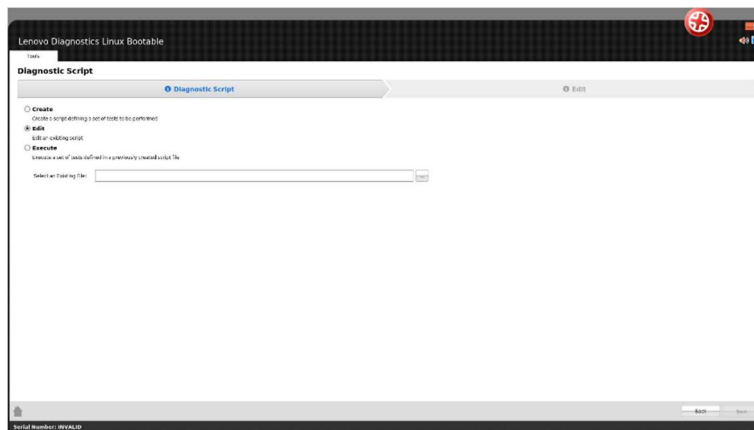 Lenovo Diagnostics Linux Bootable
Tools
Diagnostic Script
Diagnostic Script
Edit
Create
Create a script defining a set of tests to be performed
Edit
Edit an existing script
Execute
Execute a set of tests defined in a previously created script file
Select an Existing File:
Back
Next
Serial Number: INVALID